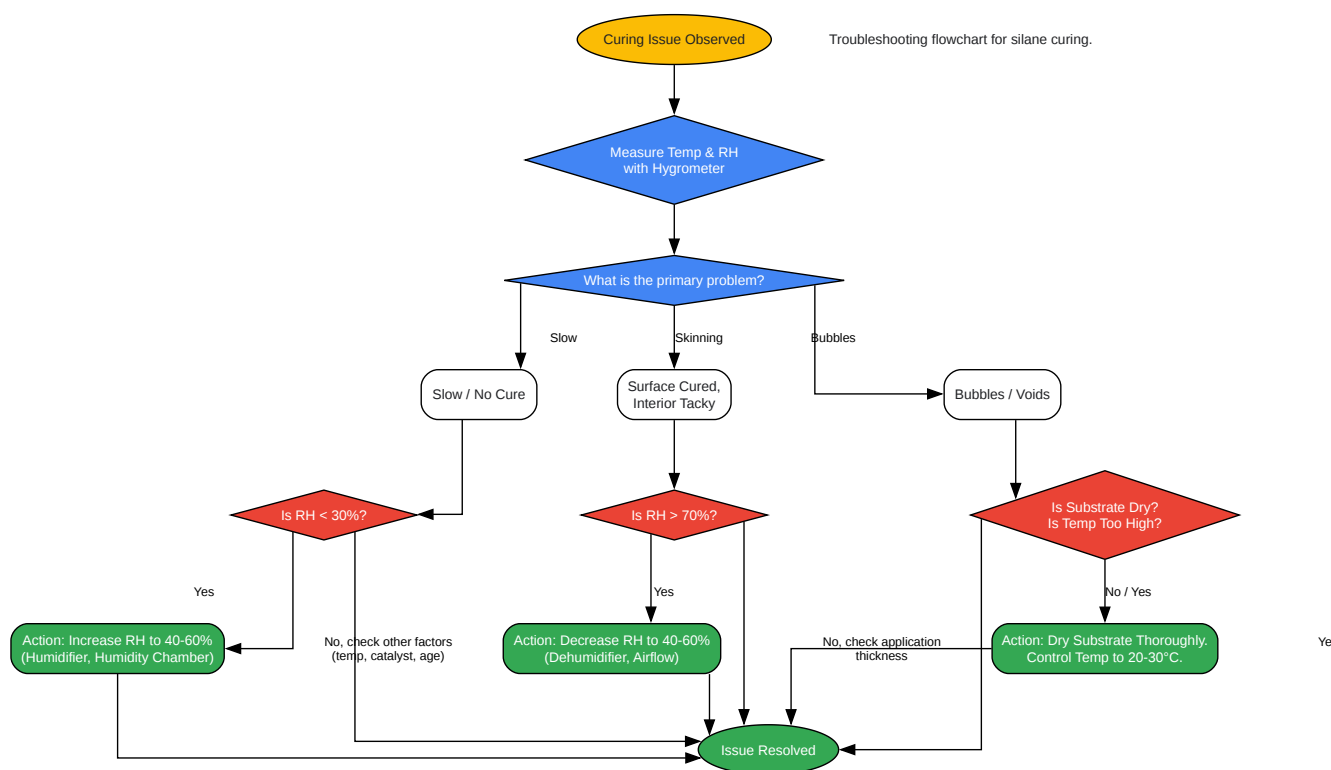 Curing Issue Observed
Troubleshooting flowchart for silane curing.
Measure Temp & RH
with Hygrometer
What is the primary problem?
Slow
Skinning
Bubbles
Slow / No Cure
Surface Cured,
Interior Tacky
Bubbles / Voids
Is RH < 30%?
Is RH > 70%?
Is Substrate Dry?
Is Temp Too High?
Yes
Yes
No / Yes
Action: Increase RH to 40-60%
(Humidifier, Humidity Chamber)
No, check other factors
(temp, catalyst, age)
Action: Decrease RH to 40-60%
(Dehumidifier, Airflow)
No, check application
thickness
Action: Dry Substrate Thoroughly.
Control Temp to 20-30°C.
Issue Resolved